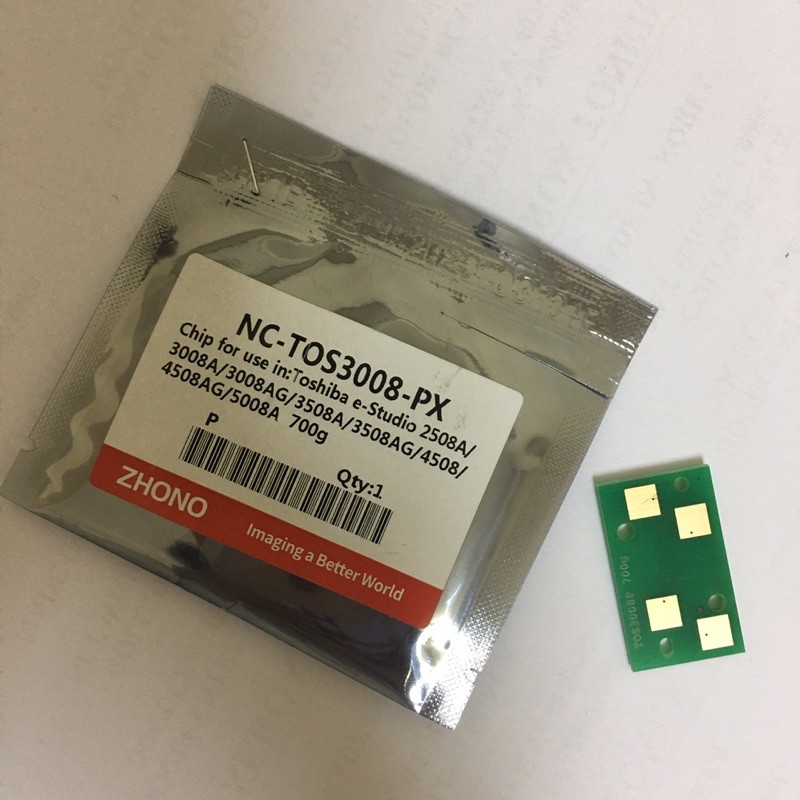 NC-TOS3008-PX
Chip for use in:Toshiba e-Studio 2508A/
3008A/3008AG/3508A/3508AG/4508/
4508AG/5008A 700g
P
Qty:1
ZHONO
Imaging a Better World
700g